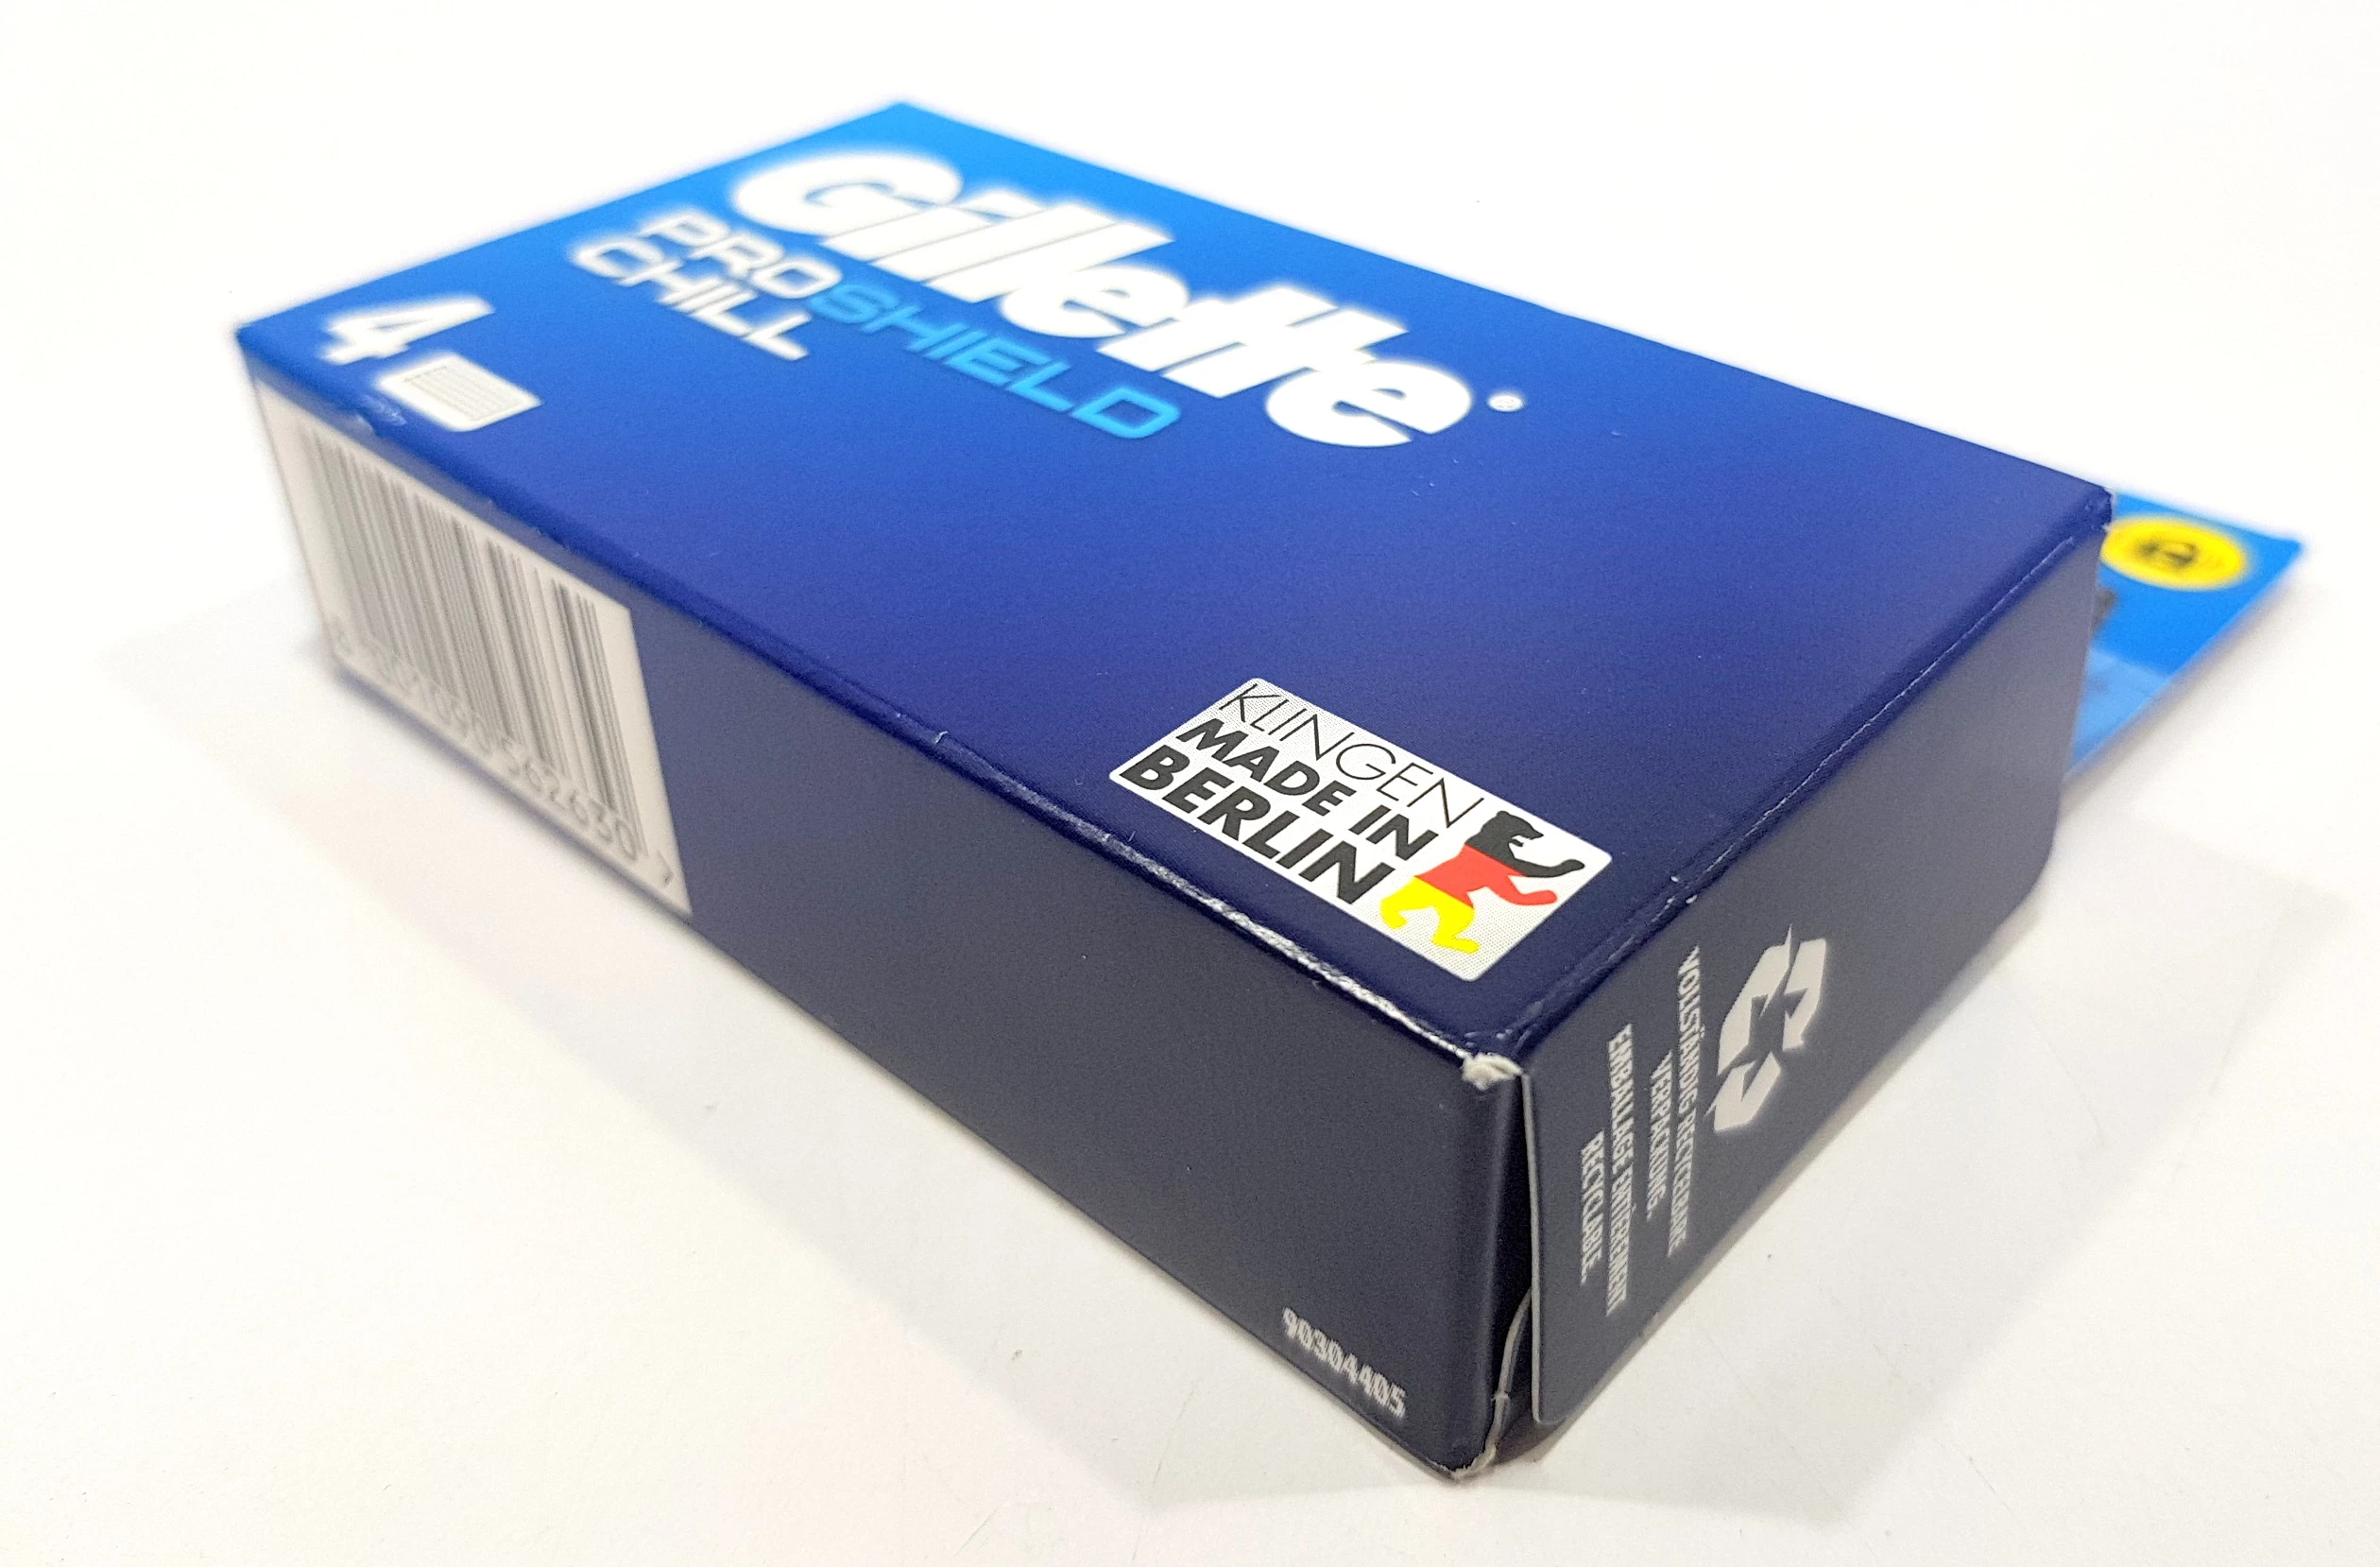 Gillette®
PROSHIELD
CHILL
4
KLINGEN
MADE IN
BERLIN
VOLLSTÄNDIG RECYCELBARE
VERPACKUNG.
EMBALLAGE ENTIÈREMENT
RECYCLABLE.
90304405